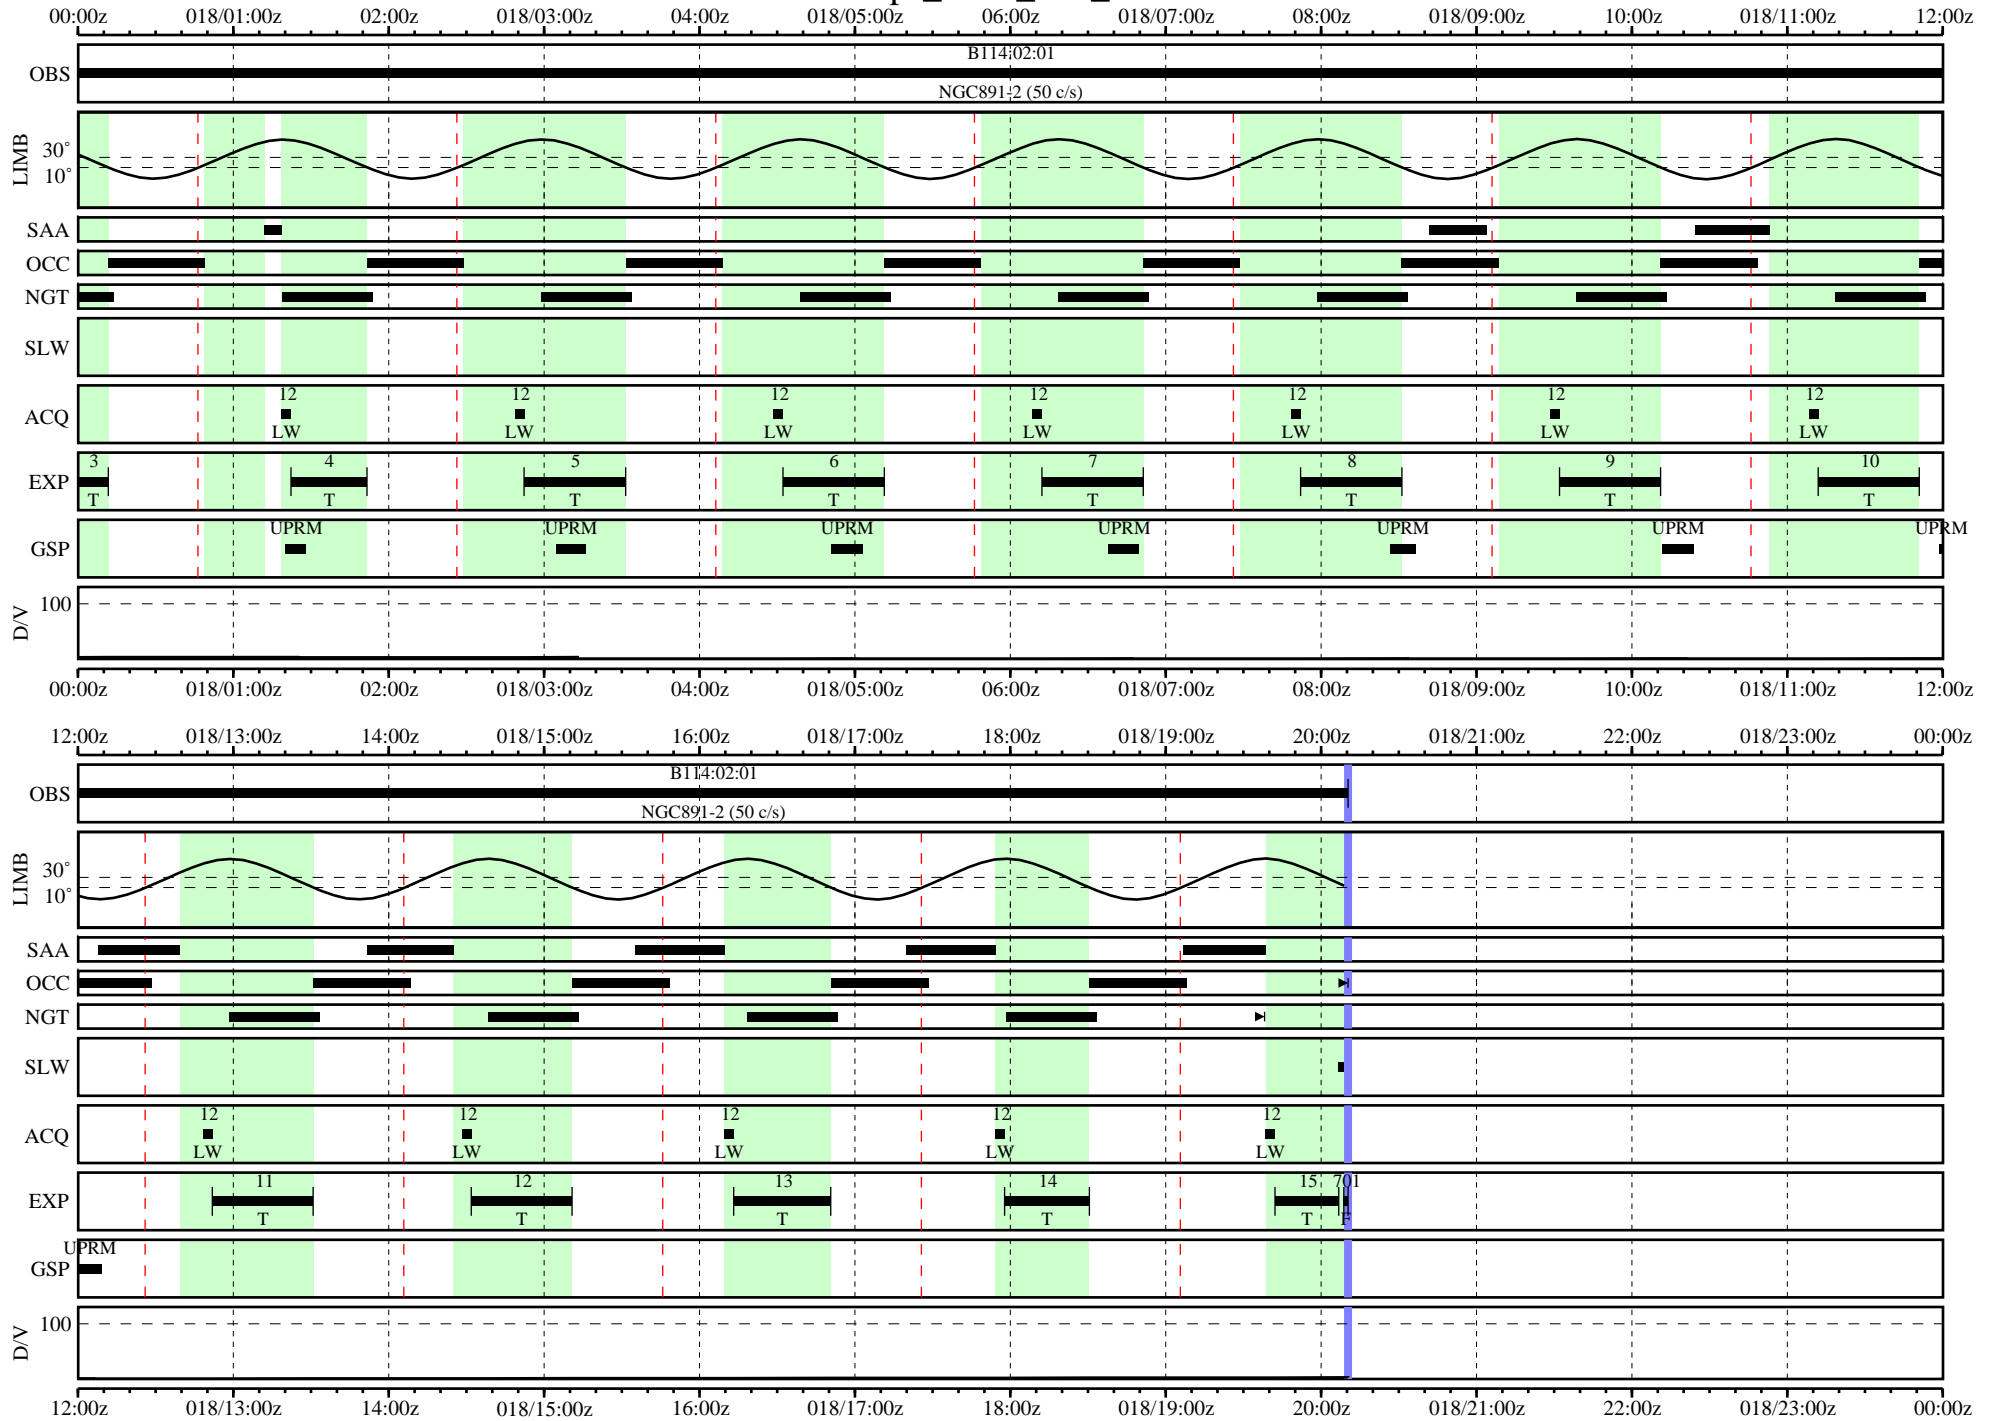 00:00z 018/01:00z 02:00z 018/03:00z 04:00z 018/05:00z 06:00z 018/07:00z 08:00z 018/09:00z 10:00z 018/11:00z 12:00z
B114:02:01
OBS
NGC891-2 (50 c/s)
LIMB
30°
10°
SAA
OCC
NGT
SLW
12 12 12 12 12 12 12
ACQ
LW LW LW LW LW LW LW
3 4 5 6 7 8 9 10
EXP
T T T T T T T T
UPRM UPRM UPRM UPRM UPRM UPRM UPRM
GSP
D/V
100
00:00z 018/01:00z 02:00z 018/03:00z 04:00z 018/05:00z 06:00z 018/07:00z 08:00z 018/09:00z 10:00z 018/11:00z 12:00z
12:00z 018/13:00z 14:00z 018/15:00z 16:00z 018/17:00z 18:00z 018/19:00z 20:00z 018/21:00z 22:00z 018/23:00z 00:00z
B114:02:01
OBS
NGC891-2 (50 c/s)
LIMB
30°
10°
SAA
OCC
NGT
SLW
12 12 12 12 12
ACQ
LW LW LW LW LW
11 12 13 14 15 701
EXP
T T T T T F
UPRM
GSP
D/V
100
12:00z 018/13:00z 14:00z 018/15:00z 16:00z 018/17:00z 18:00z 018/19:00z 20:00z 018/21:00z 22:00z 018/23:00z 00:00z